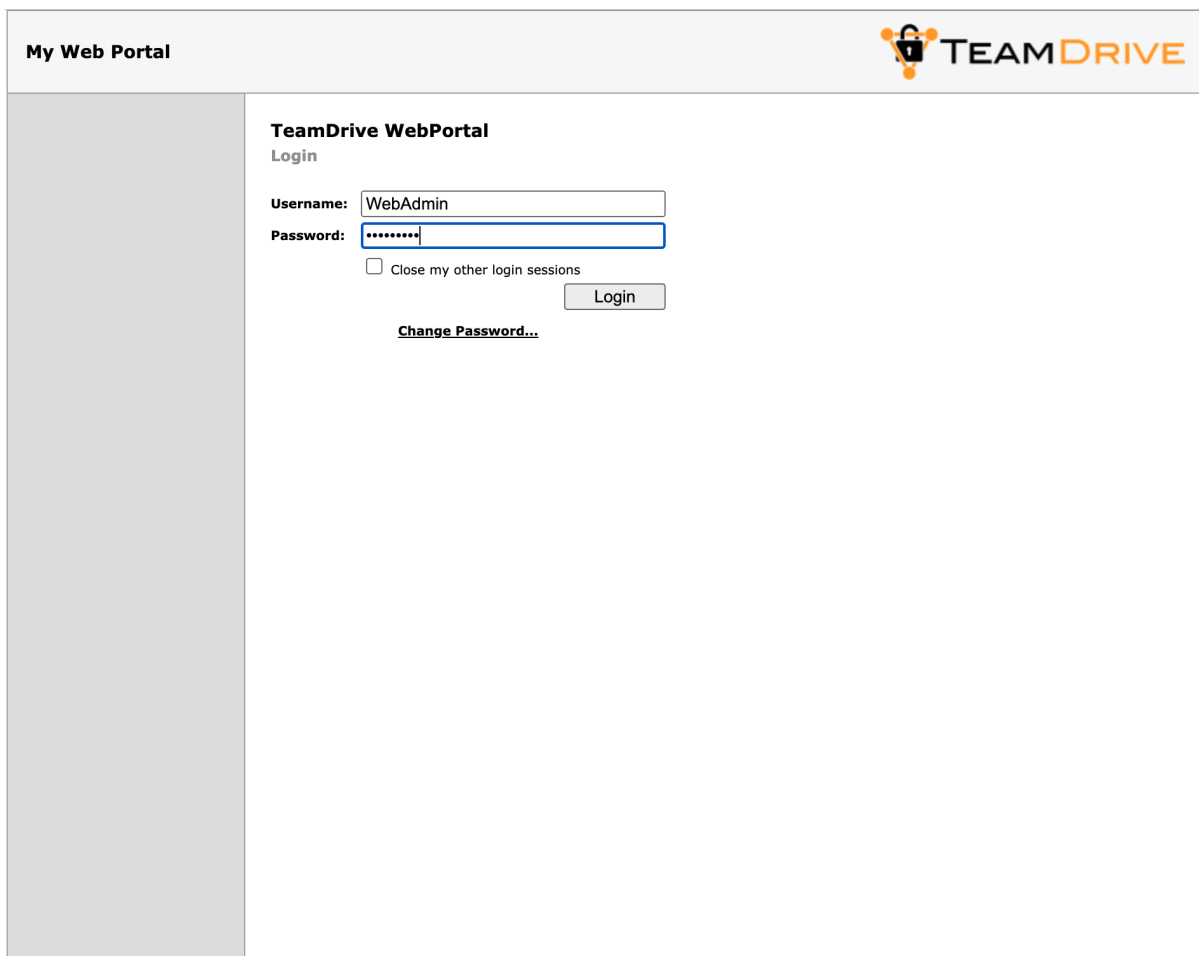 My Web Portal
TEAMDRIVE
TeamDrive WebPortal
Login
Username: WebAdmin
Password: •••••••••
Close my other login sessions
Login
Change Password...